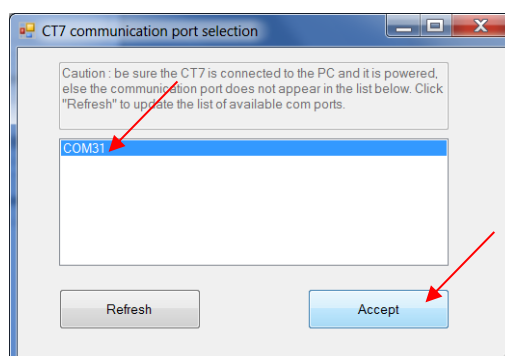 CT7 communication port selection
Caution : be sure the CT7 is connected to the PC and it is powered,
else the communication port does not appear in the list below. Click
"Refresh" to update the list of available com ports.
COM31
Refresh
Accept